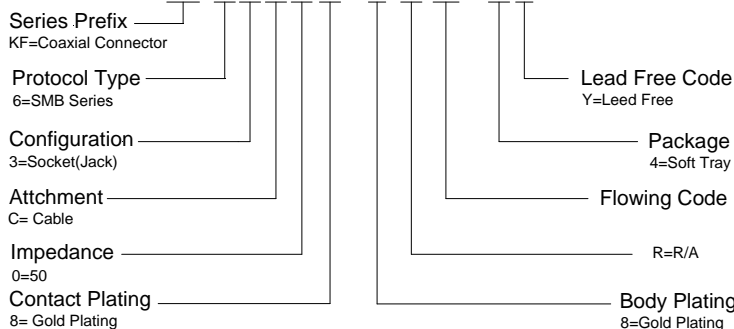 Series Prefix
KF=Coaxial Connector
Protocol Type
6=SMB Series
Configuration
3=Socket(Jack)
Attchment
C= Cable
Impedance
0=50
Contact Plating
8= Gold Plating
Lead Free Code
Y=Leed Free
Package
4=Soft Tray
Flowing Code
R=R/A
Body Plating
8=Gold Plating